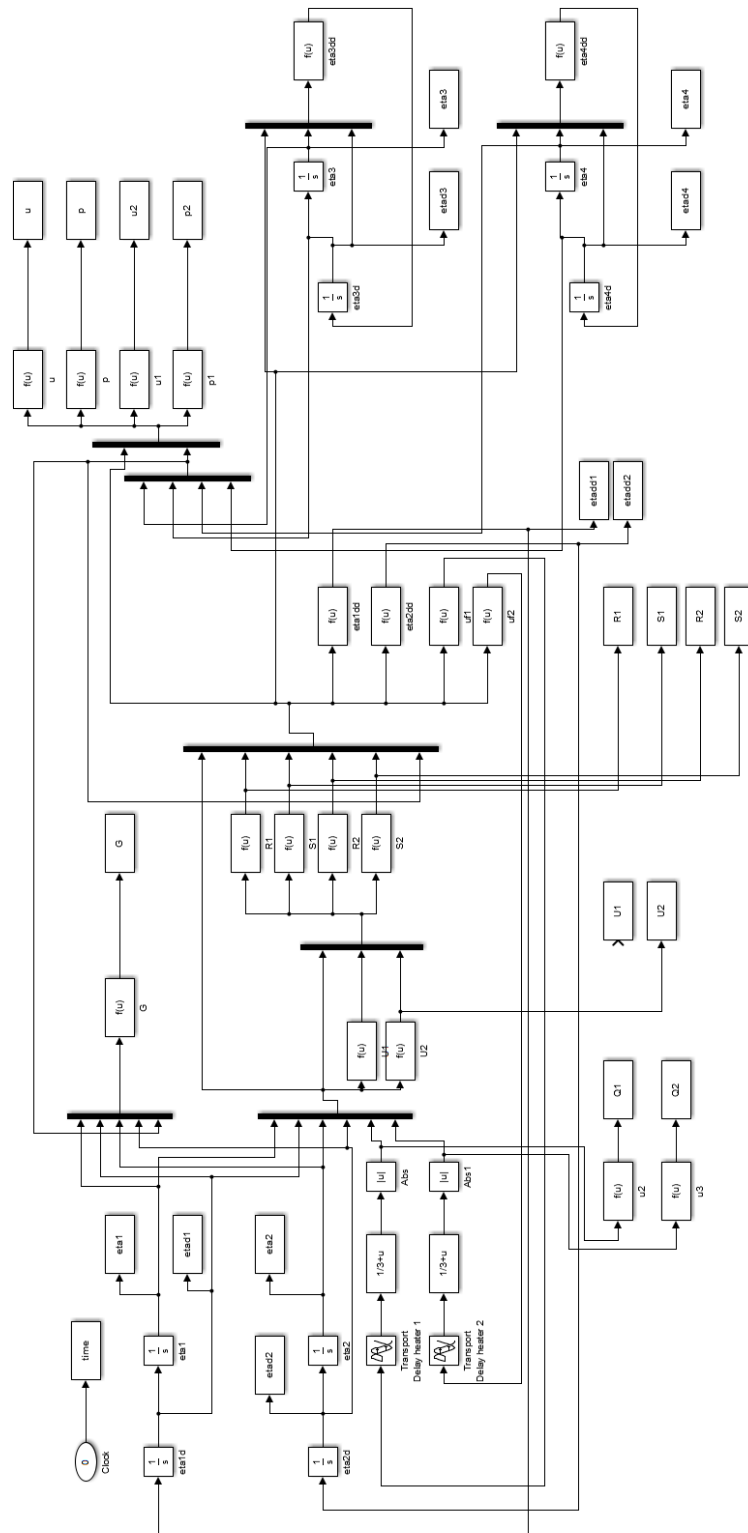 0
Clock
time
1
s
eta1d
1
s
eta1
eta1
etad1
1
s
eta2d
etad2
1
s
eta2
eta2
Transport
Delay heater 1
1/3+u
|u|
Abs
Transport
Delay heater 2
1/3+u
|u|
Abs1
f(u)
G
G
f(u)
U1
f(u)
U2
f(u)
u2
Q1
f(u)
u3
Q2
U1
U2
f(u)
R1
f(u)
S1
f(u)
R2
f(u)
S2
f(u)
eta1dd
f(u)
eta2dd
f(u)
uf1
f(u)
uf2
R1
S1
R2
S2
etadd1
etadd2
f(u)
u
f(u)
p
f(u)
u1
f(u)
p1
u
p
u2
p2
1
s
eta3d
1
s
eta3
etad3
eta3
f(u)
eta3dd
1
s
eta4d
1
s
eta4
etad4
eta4
f(u)
eta4dd